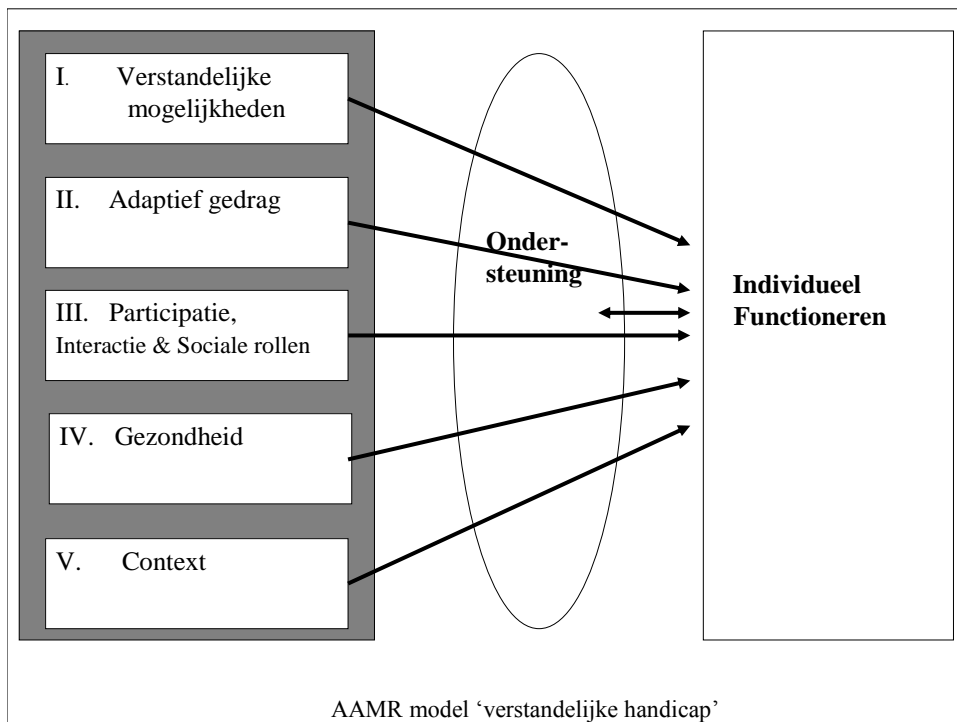 I. Verstandelijke
mogelijkheden
II. Adaptief gedrag
III. Participatie,
Interactie & Sociale rollen
IV. Gezondheid
V. Context
Onder-
steuning
Individueel
Functioneren
AAMR model ‘verstandelijke handicap’